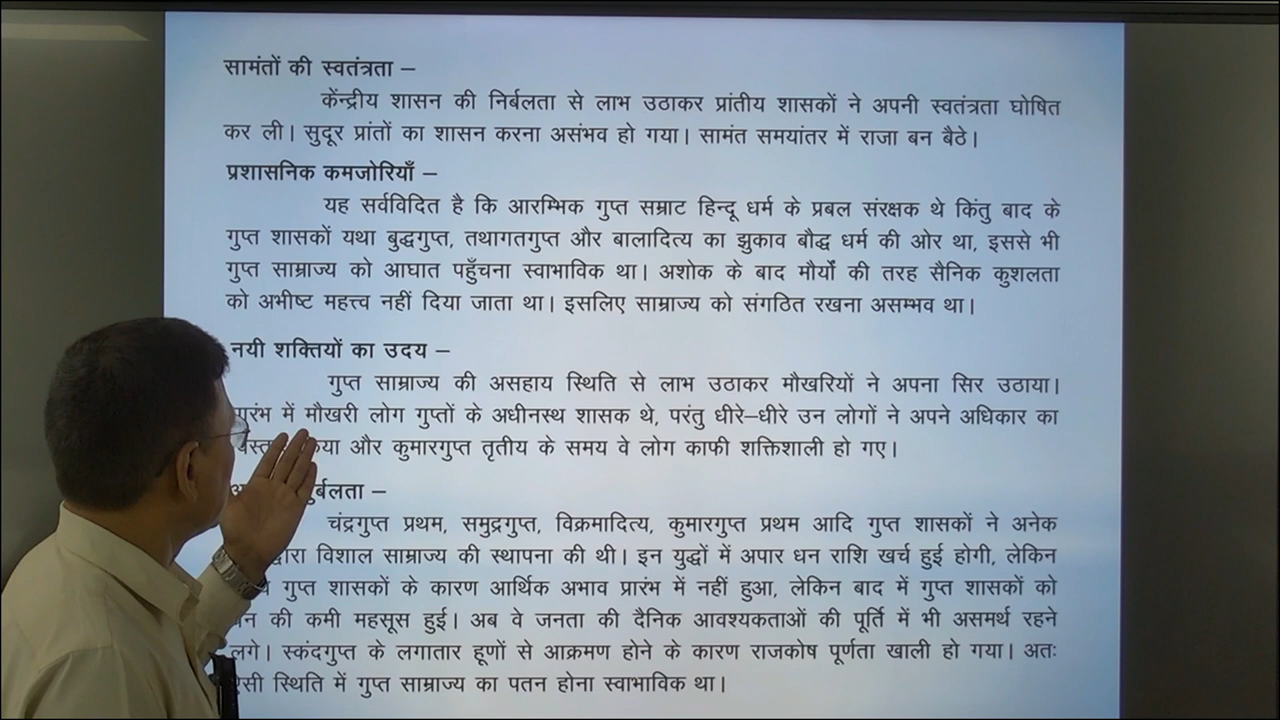 सामंतों की स्वतंत्रता –
केंन्द्रीय शासन की निर्बलता से लाभ उठाकर प्रांतीय शासकों ने अपनी स्वतंत्रता घोषित
कर ली। सुदूर प्रांतों का शासन करना असंभव हो गया। सामंत समयांतर में राजा बन बैठे।
प्रशासनिक कमजोरियाँ –
यह सर्वविदित है कि आरम्भिक गुप्त सम्राट हिन्दू धर्म के प्रबल संरक्षक थे किंतु बाद के
गुप्त शासकों यथा बुद्धगुप्त, तथागतगुप्त और बालादित्य का झुकाव बौद्ध धर्म की ओर था, इससे भी
गुप्त साम्राज्य को आघात पहुँचना स्वाभाविक था। अशोक के बाद मौर्यों की तरह सैनिक कुशलता
को अभीष्ट महत्त्व नहीं दिया जाता था। इसलिए साम्राज्य को संगठित रखना असम्भव था।
नयी शक्तियों का उदय –
गुप्त साम्राज्य की असहाय स्थिति से लाभ उठाकर मौखरियों ने अपना सिर उठाया।
में मौखरी लोग गुप्तों के अधीनस्थ शासक थे, परंतु धीरे–धीरे उन लोगों ने अपने अधिकार का
और कुमारगुप्त तृतीय के समय वे लोग काफी शक्तिशाली हो गए।
–
चंद्रगुप्त प्रथम, समुद्रगुप्त, विक्रमादित्य, कुमारगुप्त प्रथम आदि गुप्त शासकों ने अनेक
विशाल साम्राज्य की स्थापना की थी। इन युद्धों में अपार धन राशि खर्च हुई होगी, लेकिन
गुप्त शासकों के कारण आर्थिक अभाव प्रारंभ में नहीं हुआ, लेकिन बाद में गुप्त शासकों को
की कमी महसूस हुई। अब वे जनता की दैनिक आवश्यकताओं की पूर्ति में भी असमर्थ रहने
लगे। स्कंदगुप्त के लगातार हूणों से आक्रमण होने के कारण राजकोष पूर्णता खाली हो गया। अतः
स्थिति में गुप्त साम्राज्य का पतन होना स्वाभाविक था।